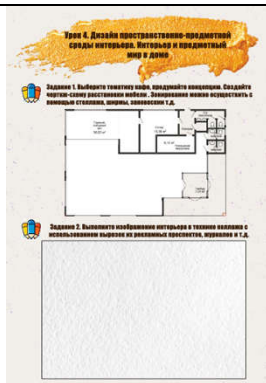 Урок 4. Дизайн пространственно-предметной
среды интерьера. Интерьер и предметный
мир в доме
Задание 1. Выберите тематику кафе, продумайте концепцию. Создайте
чертеж-схему расстановки мебели. Зонирование можно осуществить с
помощью стеллажа, ширмы, занавески т.д.
Задание 2. Выполните изображение интерьера в технике коллажа с
использованием вырезок их рекламных проспектов, журналов и т.д.